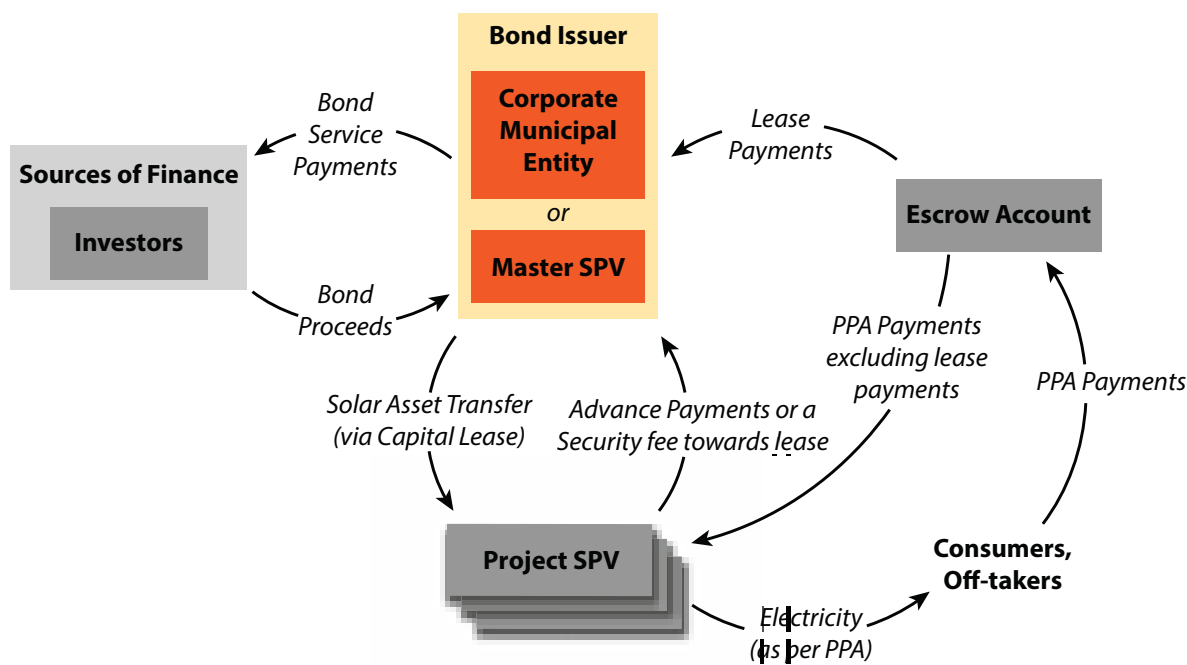 Bond Issuer
Corporate
Municipal
Entity
or
Master SPV
Bond
Service
Payments
Sources of Finance
Investors
Bond
Proceeds
Lease
Payments
Escrow Account
PPA Payments
excluding lease
payments
PPA Payments
Solar Asset Transfer
(via Capital Lease)
Advance Payments or a
Security fee towards lease
Project SPV
Consumers,
Off-takers
Electricity
(as per PPA)